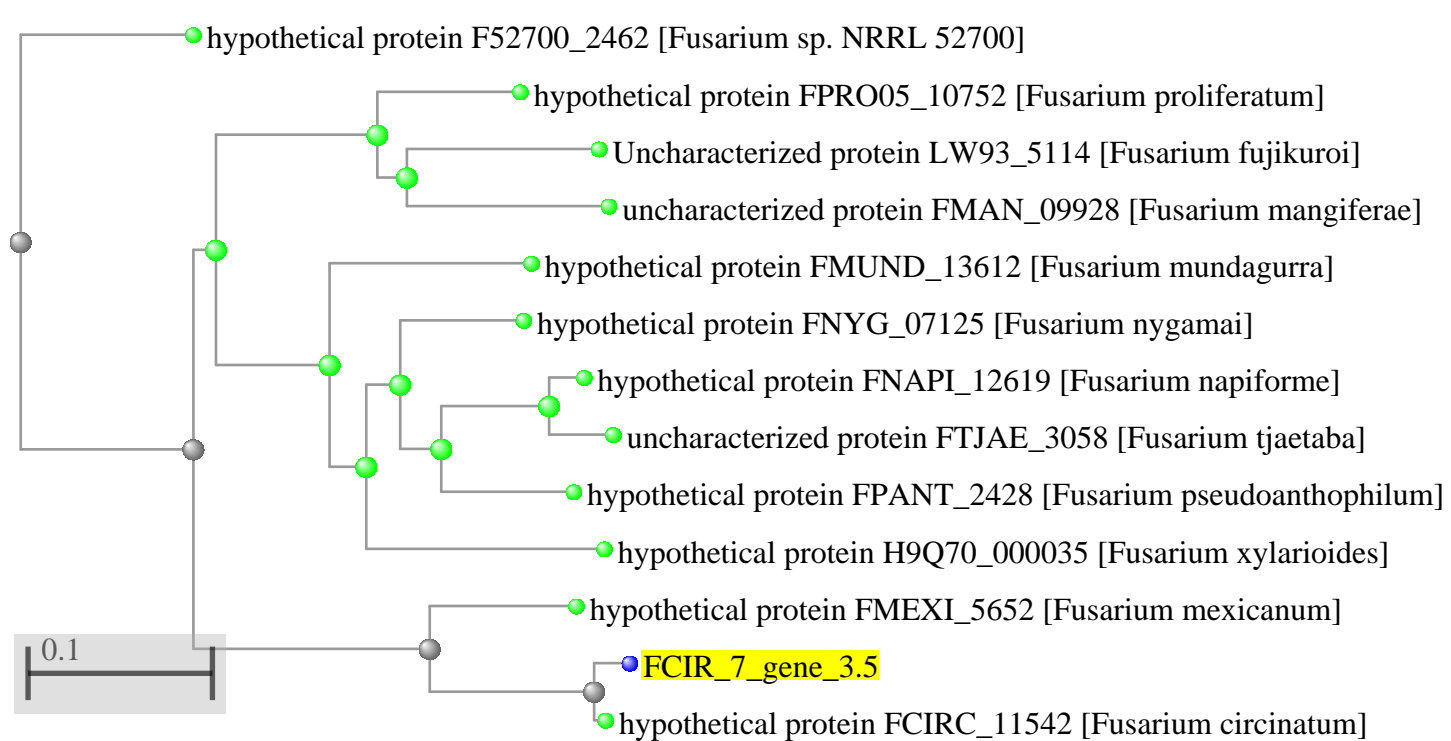 hypothetical protein F52700_2462 [Fusarium sp. NRRL 52700]
hypothetical protein FPRO05_10752 [Fusarium proliferatum]
Uncharacterized protein LW93_5114 [Fusarium fujikuroi]
uncharacterized protein FMAN_09928 [Fusarium mangiferae]
hypothetical protein FMUND_13612 [Fusarium mundagurra]
hypothetical protein FNYG_07125 [Fusarium nygamai]
hypothetical protein FNAPI_12619 [Fusarium napiforme]
uncharacterized protein FTJAE_3058 [Fusarium tjaetaba]
hypothetical protein FPANT_2428 [Fusarium pseudoanthophilum]
hypothetical protein H9Q70_000035 [Fusarium xylarioides]
hypothetical protein FMEXI_5652 [Fusarium mexicanum]
0.1
FCIR_7_gene_3.5
hypothetical protein FCIRC_11542 [Fusarium circinatum]